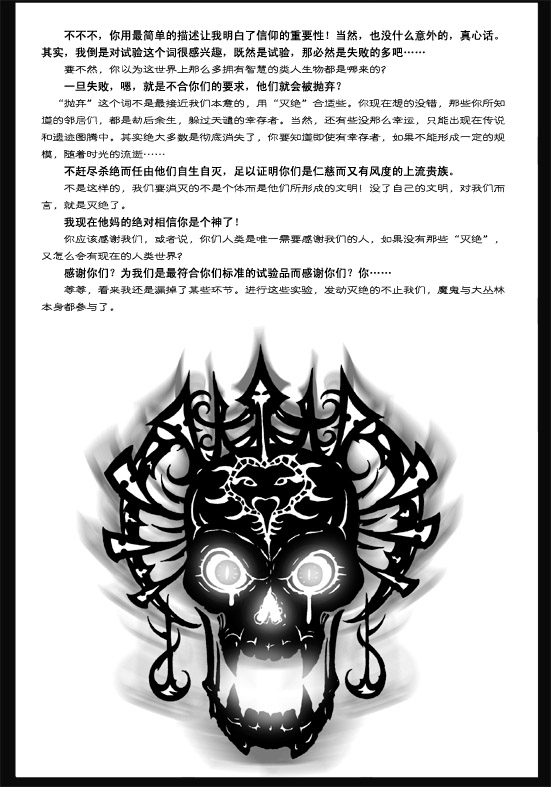 不不不，你用最简单的描述让我明白了信仰的重要性！当然，也没什么意外的，真心话。
其实，我倒是对试验这个词很感兴趣，既然是试验，那必然是失败的多吧……
要不然，你以为这世界上那么多拥有智慧的类人生物都是哪来的？
一旦失败，嗯，就是不合你们的要求，他们就会被抛弃？
“抛弃”这个词不是最接近我们本意的，用“灭绝”合适些。你现在想的没错，那些你所知
道的邻居们，都是劫后余生，躲过天谴的幸存者。当然，还有些没那么幸运，只能出现在传说
和遗迹图腾中。其实绝大多数是彻底消失了，你要知道即使有幸存者，如果不能形成一定的规
模，随着时光的流逝……
不赶尽杀绝而任由他们自生自灭，足以证明你们是仁慈而又有风度的上流贵族。
不是这样的，我们要消灭的不是个体而是他们所形成的文明！没了自己的文明，对我们而
言，就是灭绝了。
我现在他妈的绝对相信你是个神了！
你应该感谢我们，或者说，你们人类是唯一需要感谢我们的人，如果没有那些“灭绝”，
又怎么会有现在的人类世界？
感谢你们？为我们是最符合你们标准的试验品而感谢你们？你……
等等，看来我还是漏掉了某些环节。进行这些实验，发动灭绝的不止我们，魔鬼与大丛林
本身都参与了。